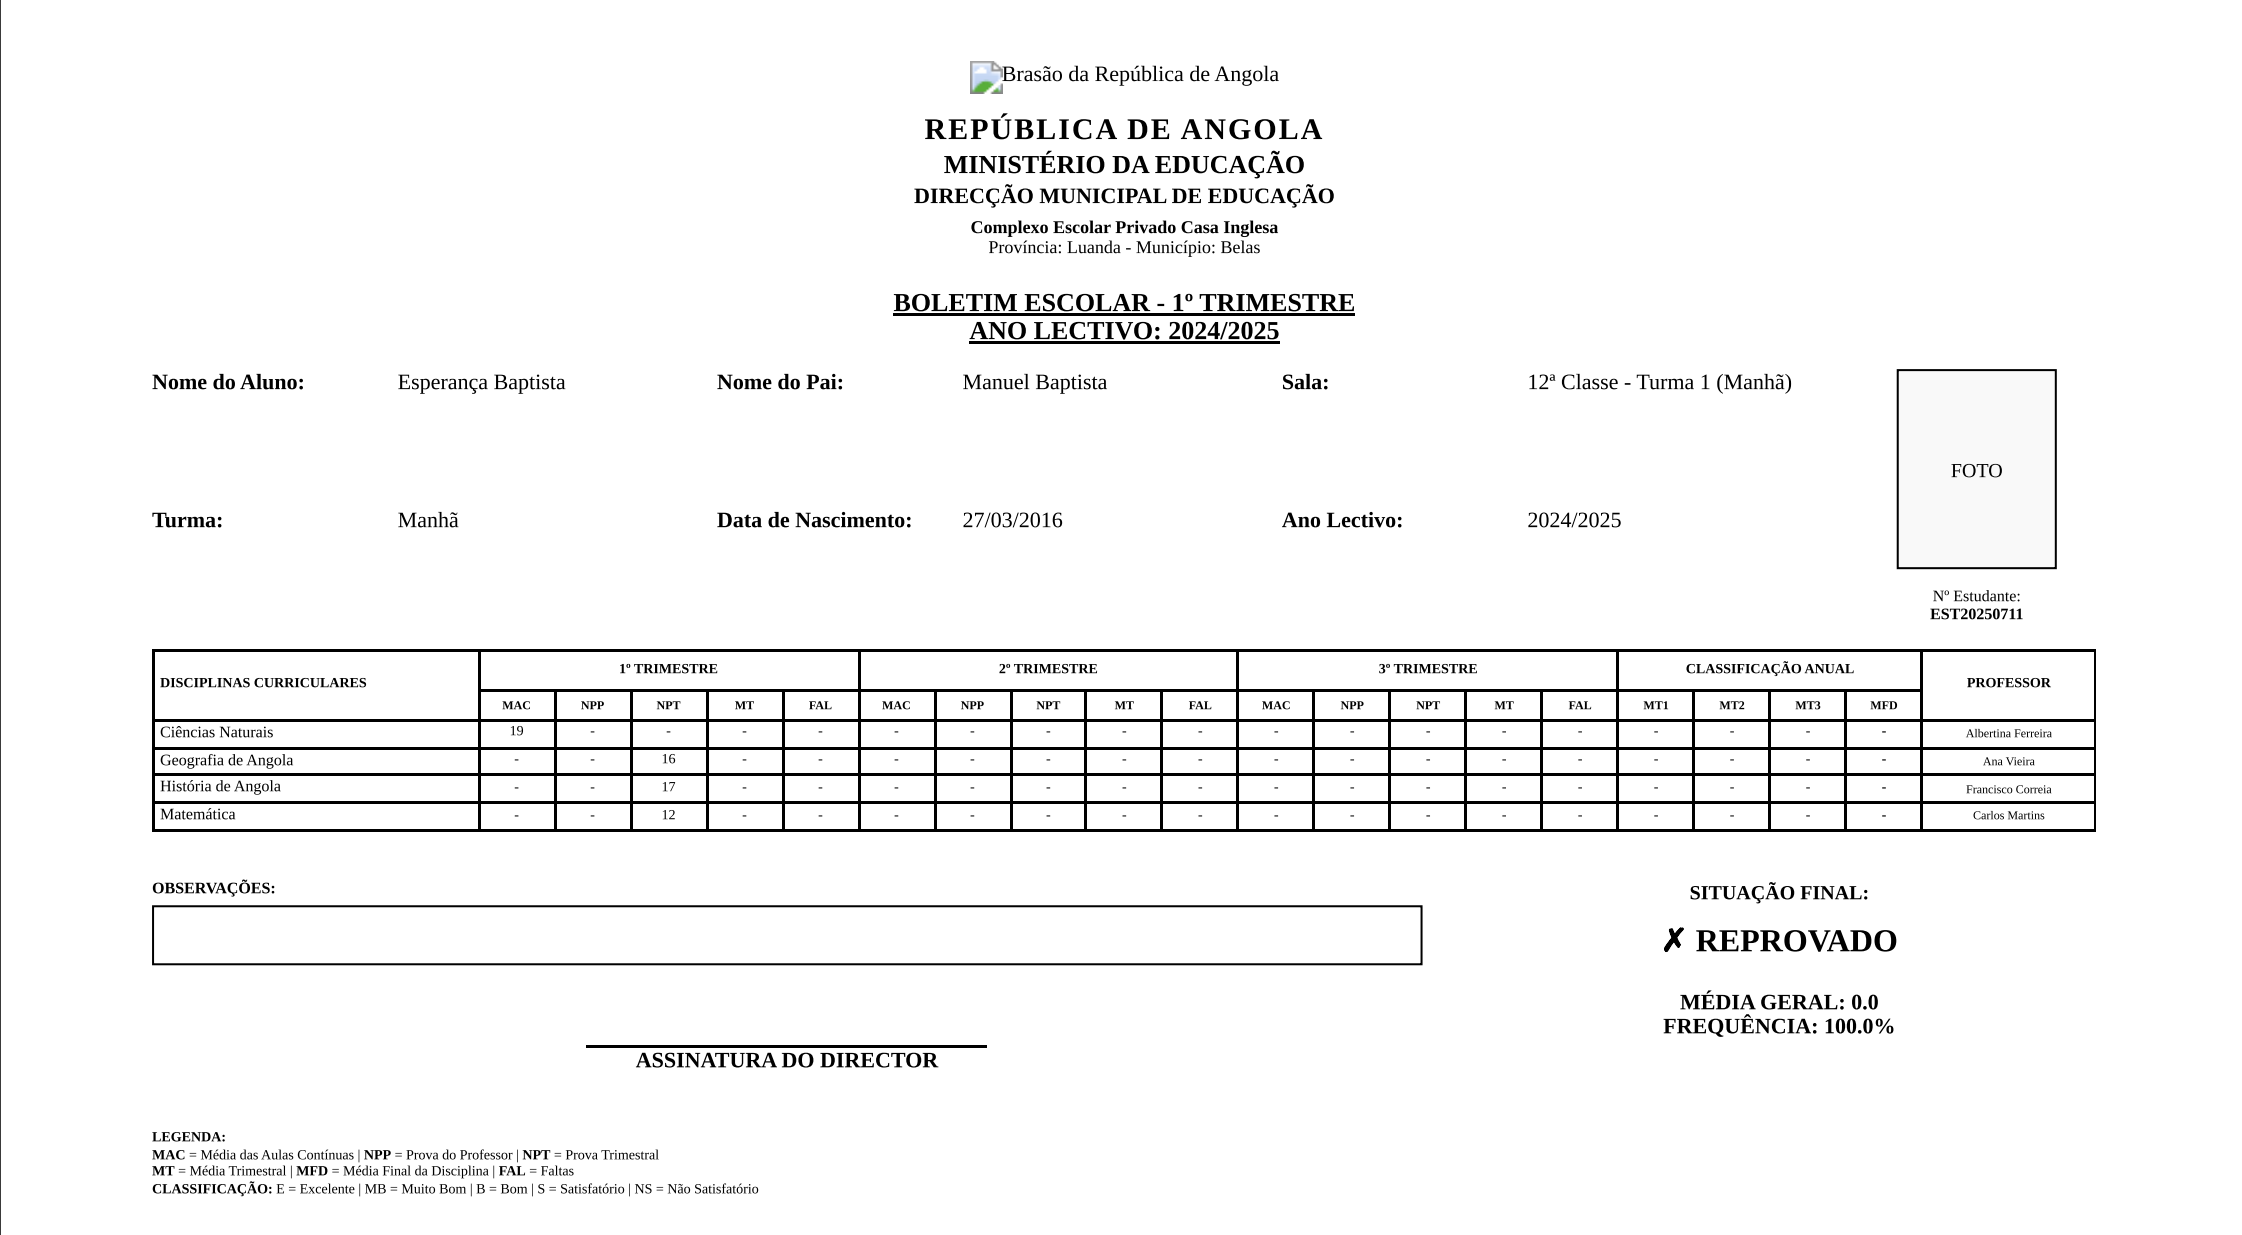 Brasão da República de Angola
REPÚBLICA DE ANGOLA
MINISTÉRIO DA EDUCAÇÃO
DIRECÇÃO MUNICIPAL DE EDUCAÇÃO
Complexo Escolar Privado Casa Inglesa
Província: Luanda - Município: Belas
BOLETIM ESCOLAR - 1º TRIMESTRE
ANO LECTIVO: 2024/2025
Nome do Aluno: Esperança Baptista Nome do Pai: Manuel Baptista Sala: 12ª Classe - Turma 1 (Manhã)
FOTO
Turma: Manhã Data de Nascimento: 27/03/2016 Ano Lectivo: 2024/2025
Nº Estudante:
EST20250711
DISCIPLINAS CURRICULARES 1º TRIMESTRE 2º TRIMESTRE 3º TRIMESTRE CLASSIFICAÇÃO ANUAL PROFESSOR
MAC NPP NPT MT FAL MAC NPP NPT MT FAL MAC NPP NPT MT FAL MT1 MT2 MT3 MFD
Ciências Naturais 19 - - - - - - - - - - - - - - - - - - Albertina Ferreira
Geografia de Angola - - 16 - - - - - - - - - - - - - - - - Ana Vieira
História de Angola - - 17 - - - - - - - - - - - - - - - - Francisco Correia
Matemática - - 12 - - - - - - - - - - - - - - - - Carlos Martins
OBSERVAÇÕES:
SITUAÇÃO FINAL:
✗ REPROVADO
MÉDIA GERAL: 0.0
FREQUÊNCIA: 100.0%
ASSINATURA DO DIRECTOR
LEGENDA:
MAC = Média das Aulas Contínuas | NPP = Prova do Professor | NPT = Prova Trimestral
MT = Média Trimestral | MFD = Média Final da Disciplina | FAL = Faltas
CLASSIFICAÇÃO: E = Excelente | MB = Muito Bom | B = Bom | S = Satisfatório | NS = Não Satisfatório